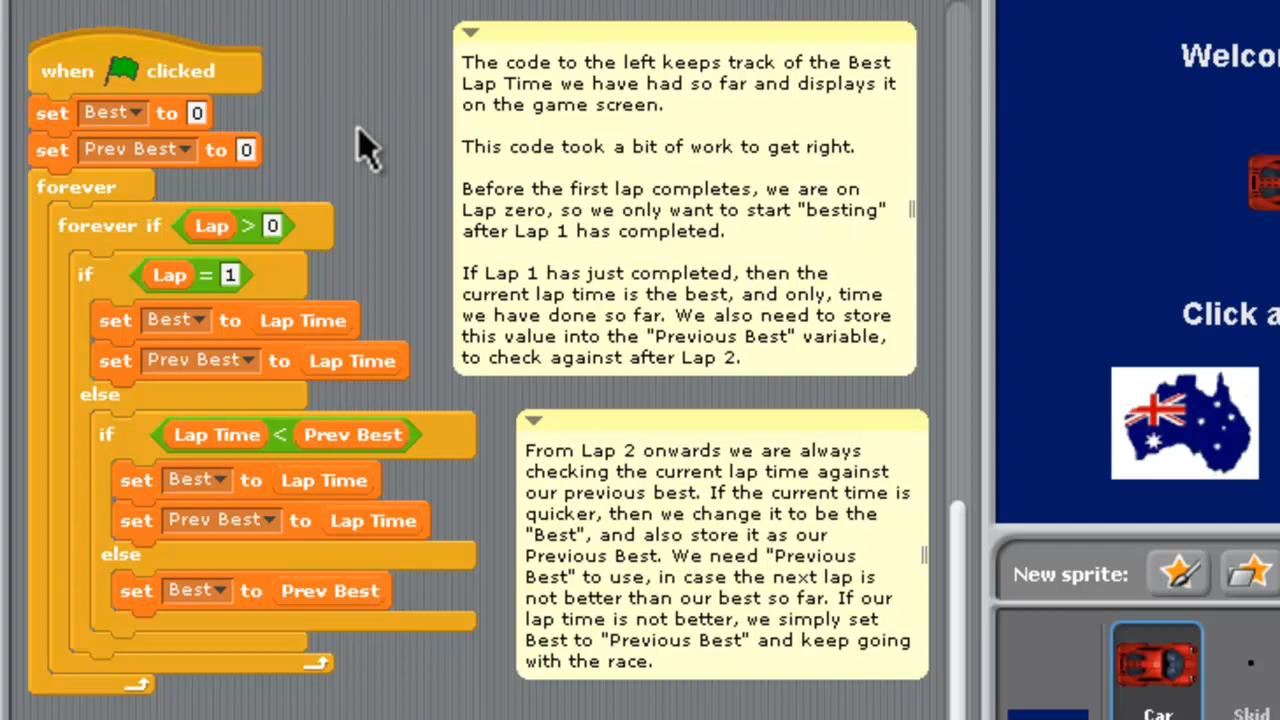 when clicked
set Best to 0
set Prev Best to 0
forever
forever if Lap > 0
if Lap = 1
set Best to Lap Time
set Prev Best to Lap Time
else
if Lap Time < Prev Best
set Best to Lap Time
set Prev Best to Lap Time
else
set Best to Prev Best
The code to the left keeps track of the Best
Lap Time we have had so far and displays it
on the game screen.
This code took a bit of work to get right.
Before the first lap completes, we are on
Lap zero, so we only want to start "besting"
after Lap 1 has completed.
If Lap 1 has just completed, then the
current lap time is the best, and only, time
we have done so far. We also need to store
this value into the "Previous Best" variable,
to check against after Lap 2.
From Lap 2 onwards we are always
checking the current lap time against
our previous best. If the current time is
quicker, then we change it to be the
"Best", and also store it as our
Previous Best. We need "Previous
Best" to use, in case the next lap is
not better than our best so far. If our
lap time is not better, we simply set
Best to "Previous Best" and keep going
with the race.
Welco
Click a
New sprite:
Car
Skid